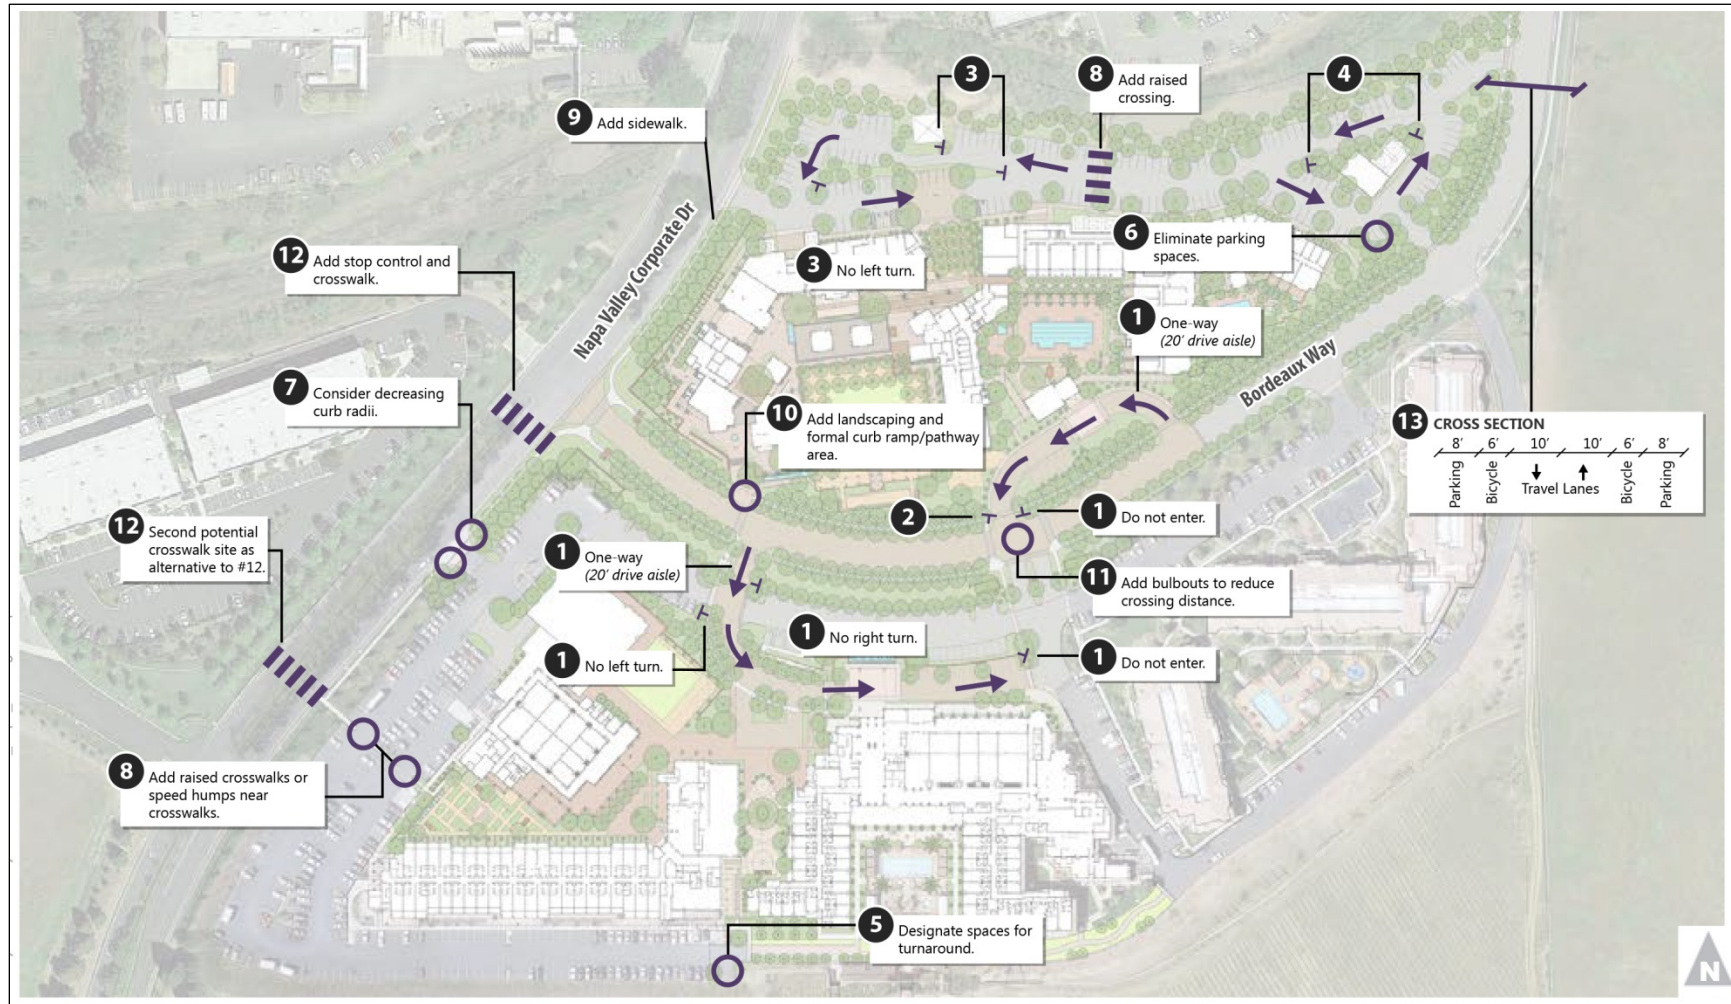 3
8
Add raised
crossing.
4
9
Add sidewalk.
Napa Valley Corporate Dr
6
Eliminate parking
spaces.
12
Add stop control and
crosswalk.
3
No left turn.
1
One-way
(20' drive aisle)
Bordeaux Way
7
Consider decreasing
curb radii.
10
Add landscaping and
formal curb ramp/pathway
area.
13
CROSS SECTION
8' 6' 10' 10' 6' 8'
Parking
Bicycle
Travel Lanes
Bicycle
Parking
2
1
Do not enter.
12
Second potential
crosswalk site as
alternative to #12.
1
One-way
(20' drive aisle)
11
Add bulbouts to reduce
crossing distance.
1
No right turn.
1
No left turn.
1
Do not enter.
8
Add raised crosswalks or
speed humps near
crosswalks.
5
Designate spaces for
turnaround.
N